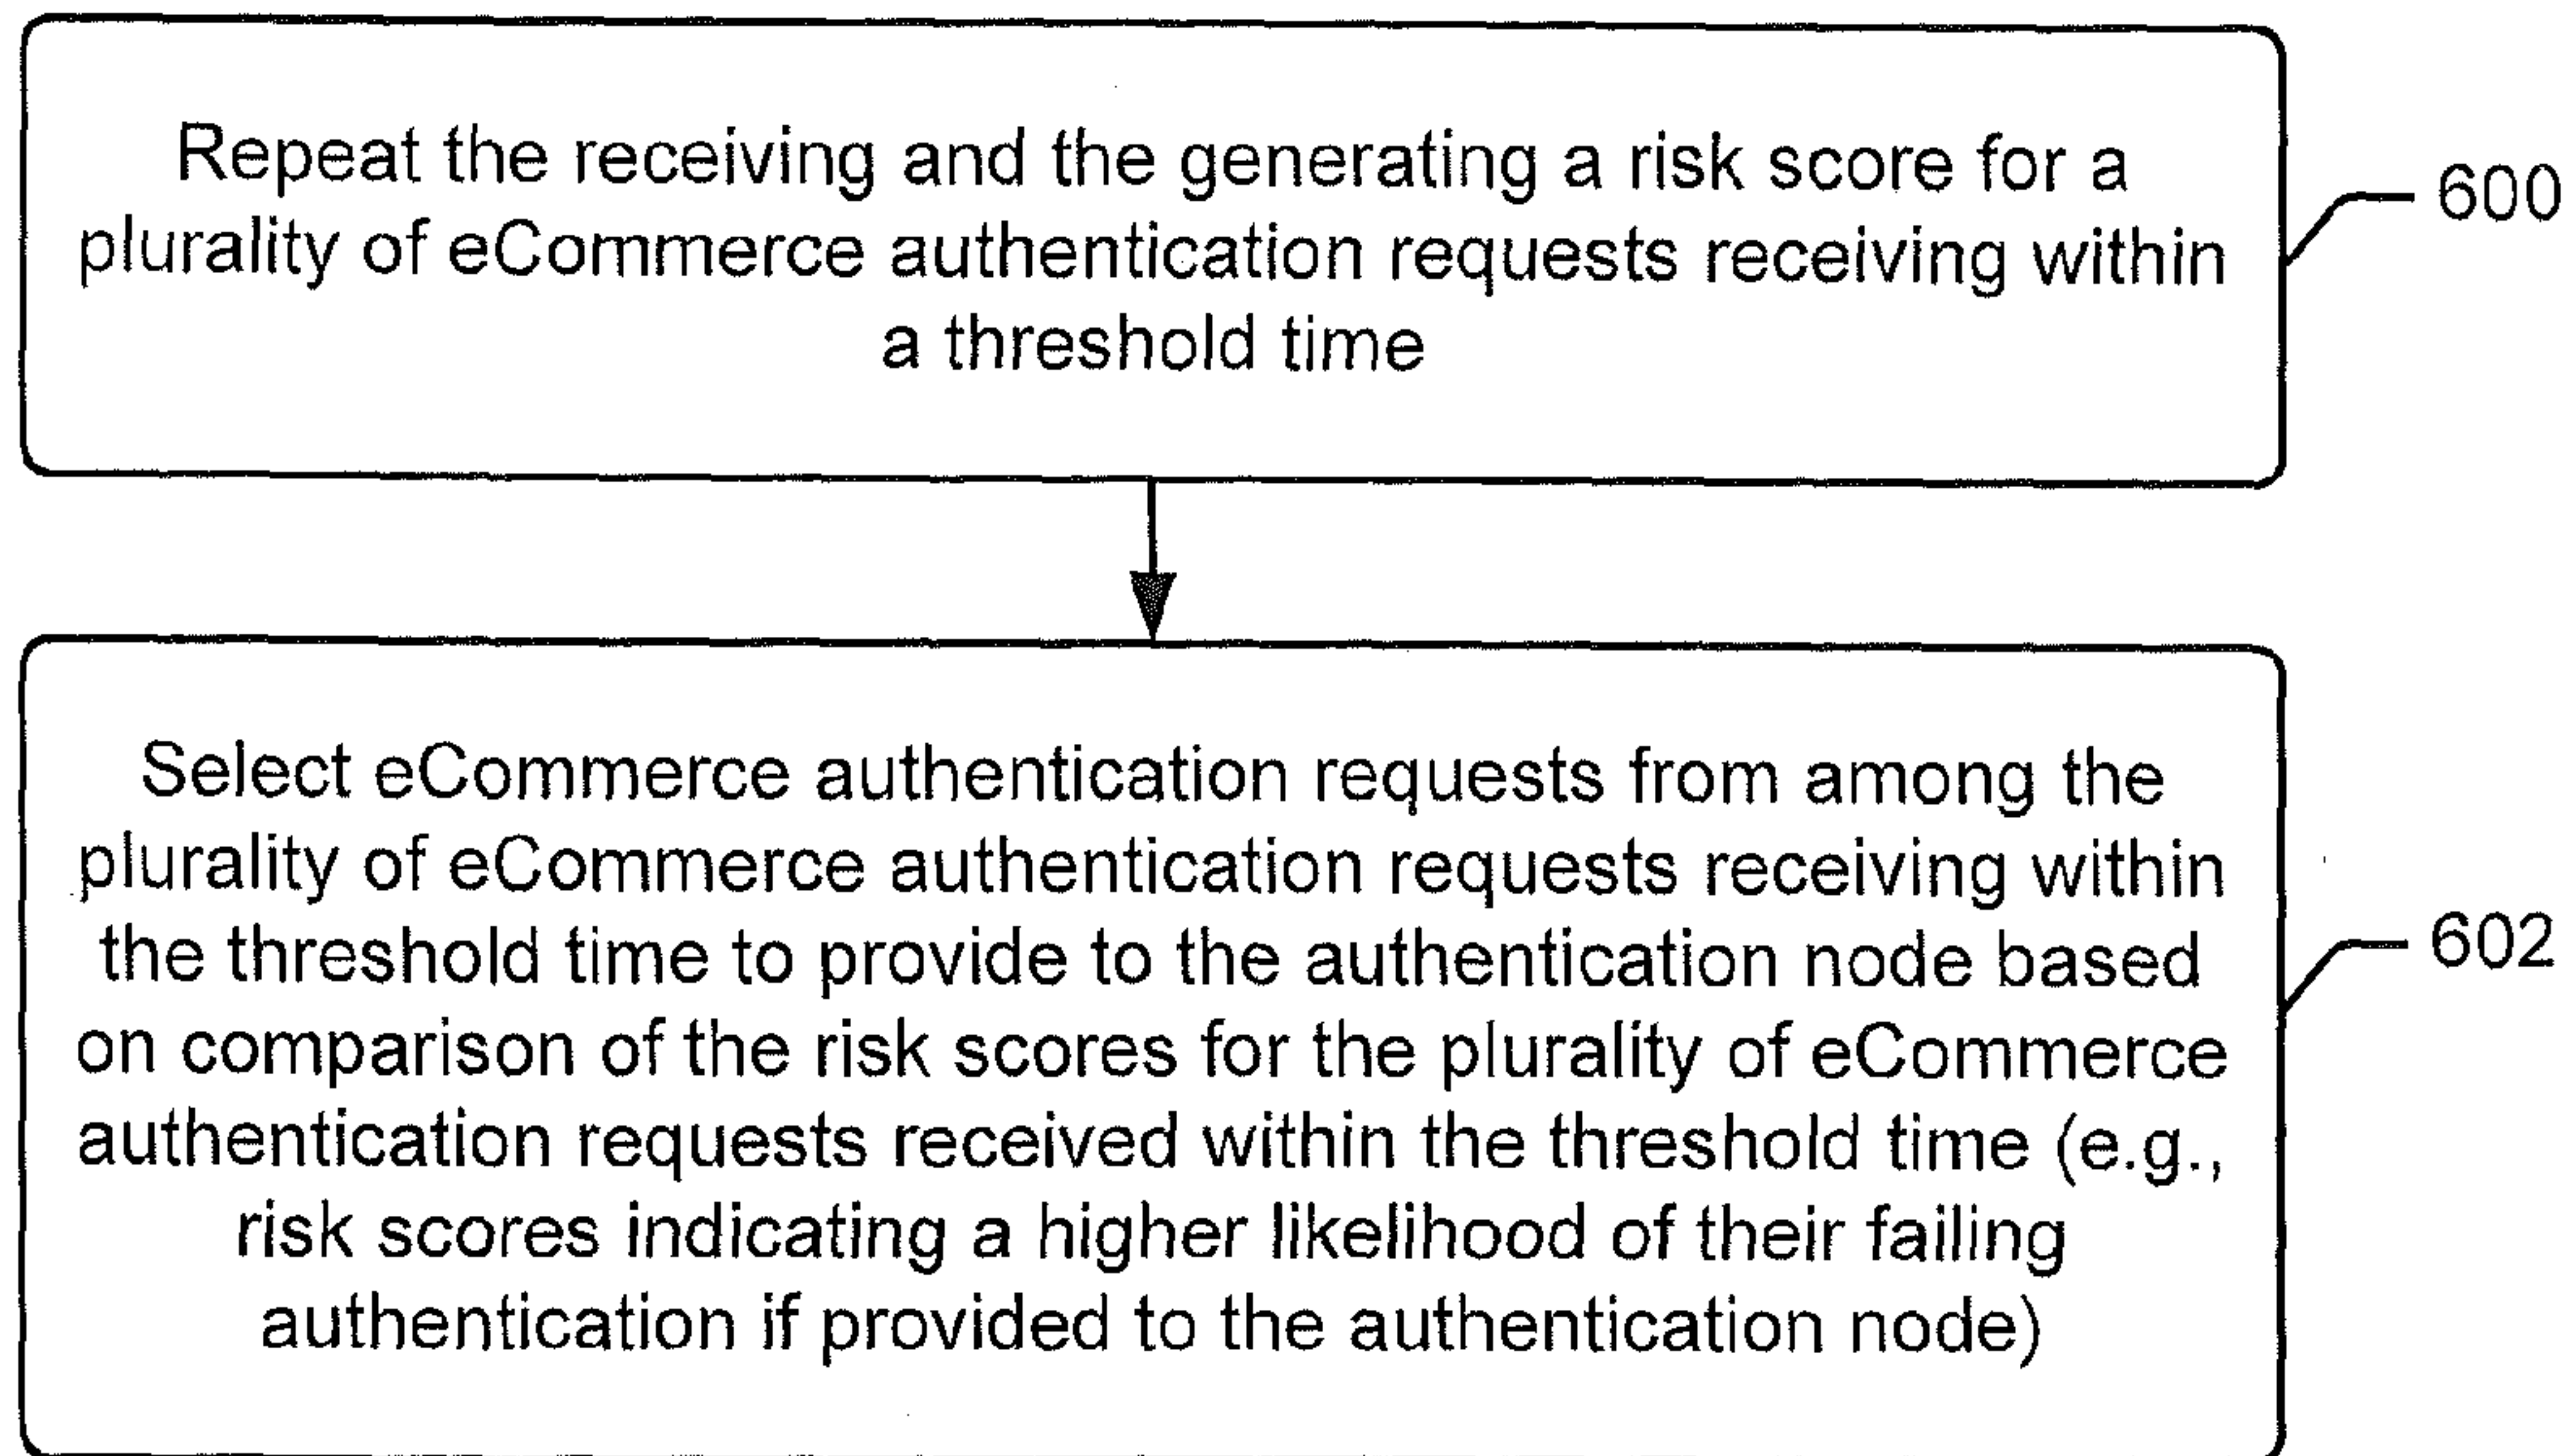 Repeat the receiving and the generating a risk score for a
plurality of eCommerce authentication requests receiving within
a threshold time
600
Select eCommerce authentication requests from among the
plurality of eCommerce authentication requests receiving within
the threshold time to provide to the authentication node based
on comparison of the risk scores for the plurality of eCommerce
authentication requests received within the threshold time (e.g.,
risk scores indicating a higher likelihood of their failing
authentication if provided to the authentication node)
602